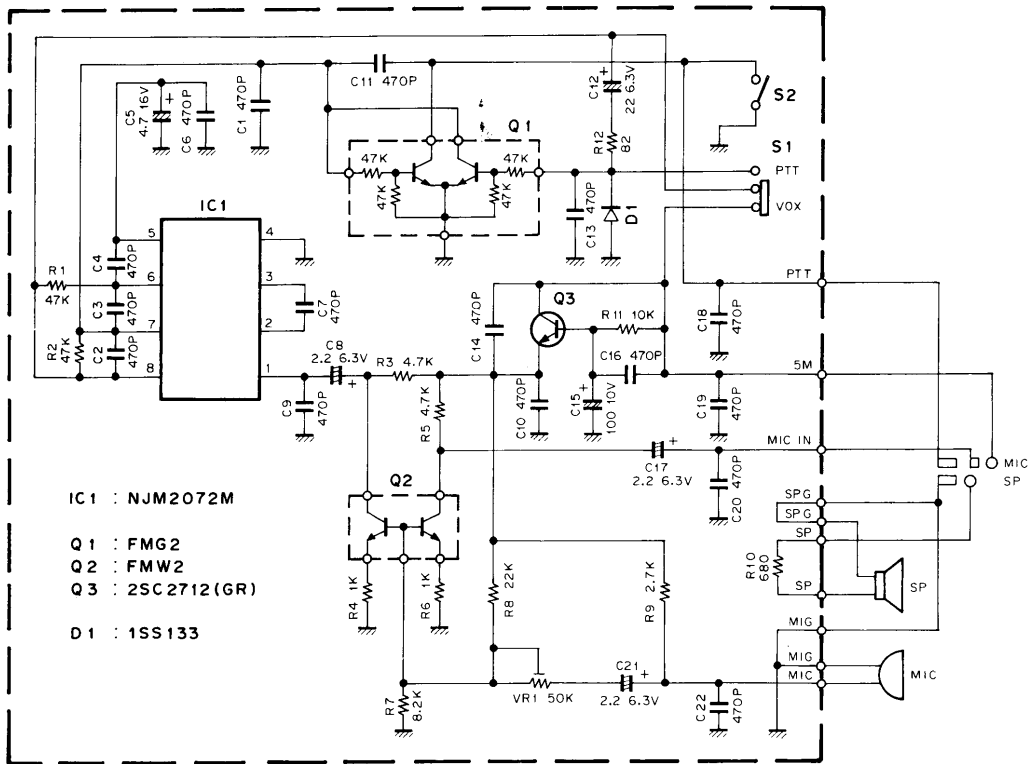 C11 470P
C12
22 6.3V
S2
C5
4.7 16V
+
C6 470P
C1 470P
Q1
R12
82
S1
47K
47K
47K
47K
PTT
VOX
C13 470P
D1
IC1
5
4
C4
470P
R1
47K
6
3
C3
470P
C7
470P
7
2
R2
47K
C2
470P
8
1
C8
2.2 6.3V
+
R3 4.7K
C9
470P
R5 4.7K
C14 470P
Q3
R11 10K
C16 470P
C10 470P
C15
100 10V
+
PTT
C18
470P
5M
C19
470P
MIC IN
C17
2.2 6.3V
+
C20
470P
MIC
SP
SPG
SPG
SP
R10
680
SP
SP
Q2
R4 1K
R6 1K
R8 22K
R9 2.7K
IC1 : NJM2072M
Q1 : FMG2
Q2 : FMW2
Q3 : 2SC2712(GR)
D1 : 1SS133
MIG
MIG
MIC
MIC
R7
8.2K
VR1 50K
C21
2.2 6.3V
+
C22
470P